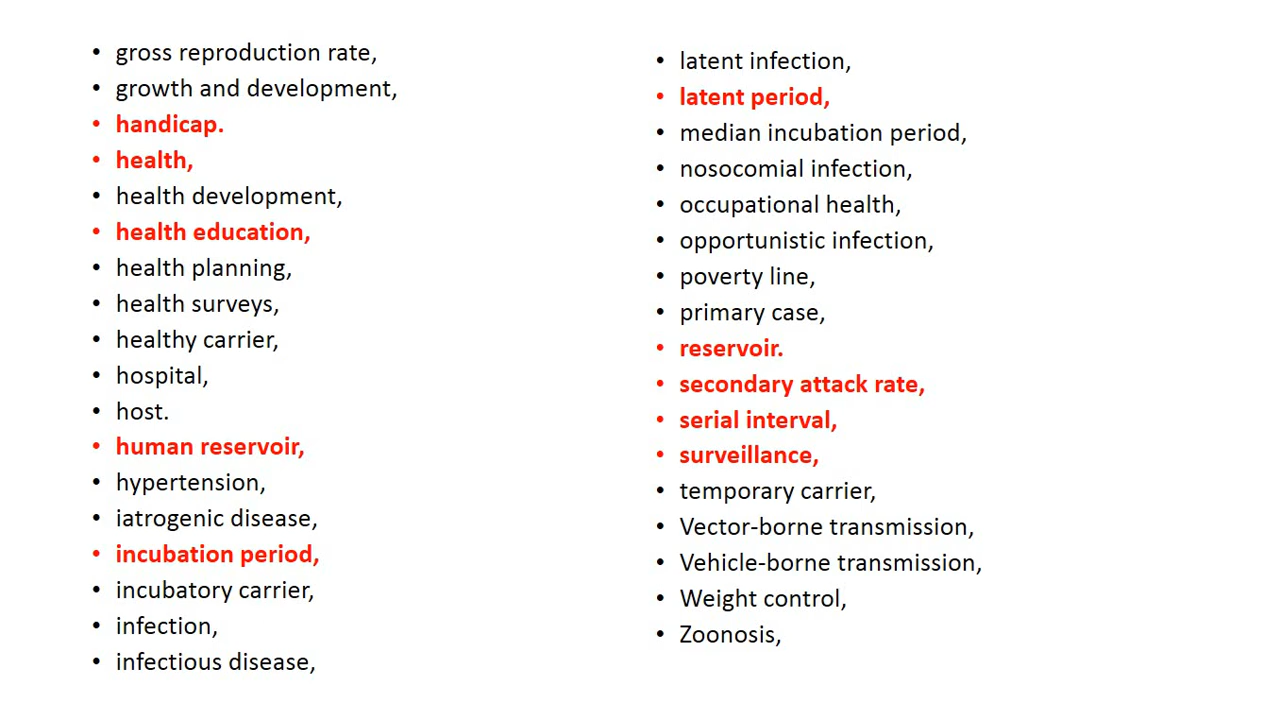 • gross reproduction rate,
• growth and development,
• handicap.
• health,
• health development,
• health education,
• health planning,
• health surveys,
• healthy carrier,
• hospital,
• host.
• human reservoir,
• hypertension,
• iatrogenic disease,
• incubation period,
• incubatory carrier,
• infection,
• infectious disease,
• latent infection,
• latent period,
• median incubation period,
• nosocomial infection,
• occupational health,
• opportunistic infection,
• poverty line,
• primary case,
• reservoir.
• secondary attack rate,
• serial interval,
• surveillance,
• temporary carrier,
• Vector-borne transmission,
• Vehicle-borne transmission,
• Weight control,
• Zoonosis,